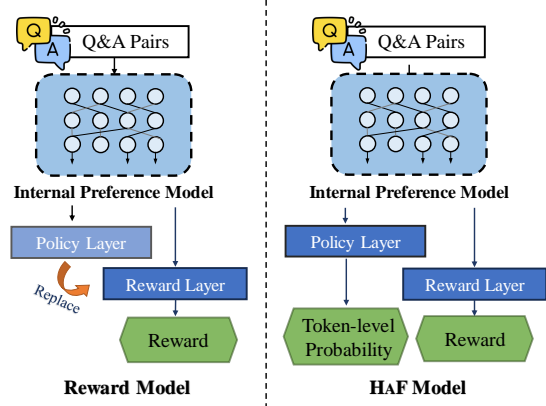 Q
A
Q&A Pairs
Internal Preference Model
Policy Layer
Replace
Reward Layer
Reward
Reward Model
Q
A
Q&A Pairs
Internal Preference Model
Policy Layer
Reward Layer
Token-level
Probability
Reward
HAF Model